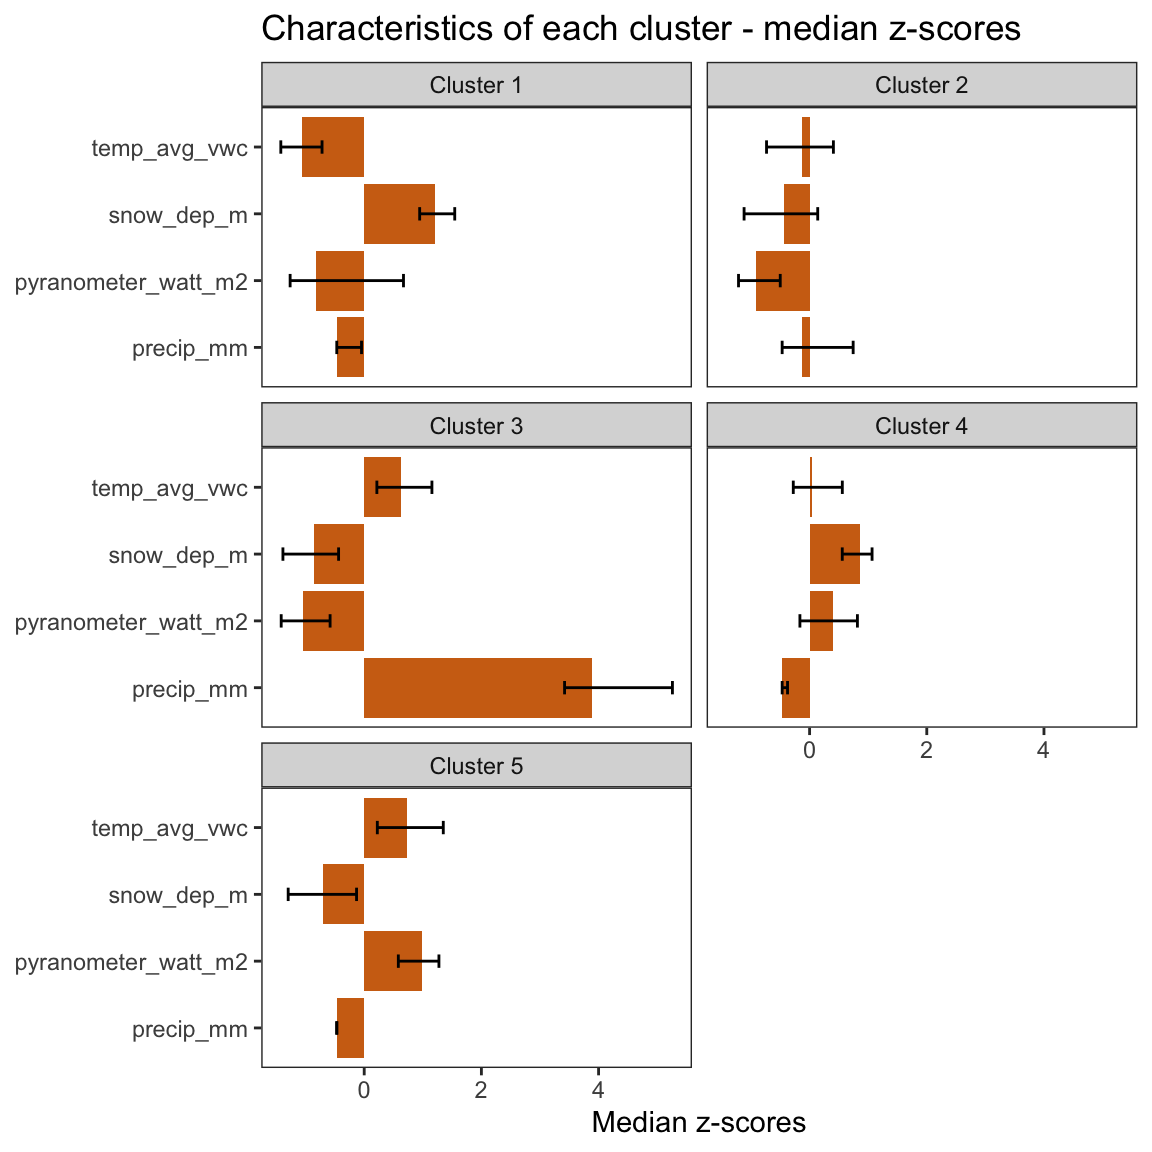 Characteristics of each cluster - median z-scores
Cluster 1
Cluster 2
temp_avg_vwc
snow_dep_m
pyranometer_watt_m2
precip_mm
Cluster 3
Cluster 4
temp_avg_vwc
snow_dep_m
pyranometer_watt_m2
precip_mm
0 2 4
Cluster 5
temp_avg_vwc
snow_dep_m
pyranometer_watt_m2
precip_mm
0 2 4
Median z-scores